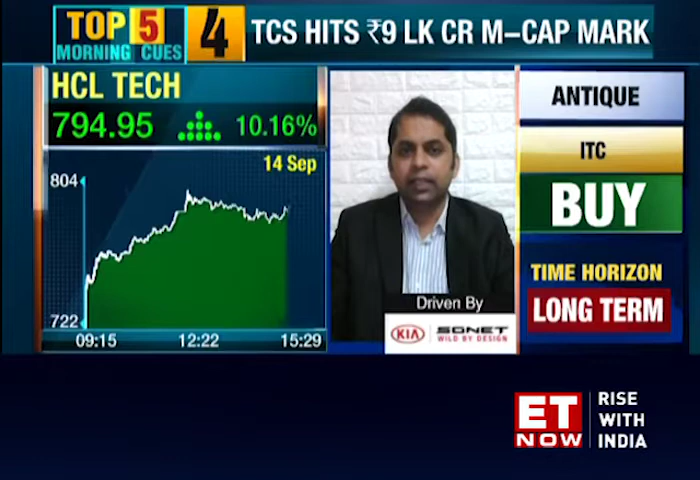 TOP 5
MORNING CUES
4
TCS HITS ₹9 LK CR M-CAP MARK
HCL TECH
794.95 10.16%
14 Sep
804
722
09:15 12:22 15:29
Driven By
KIA SONET
WILD BY DESIGN
ANTIQUE
ITC
BUY
TIME HORIZON
LONG TERM
ET
NOW
RISE
WITH
INDIA